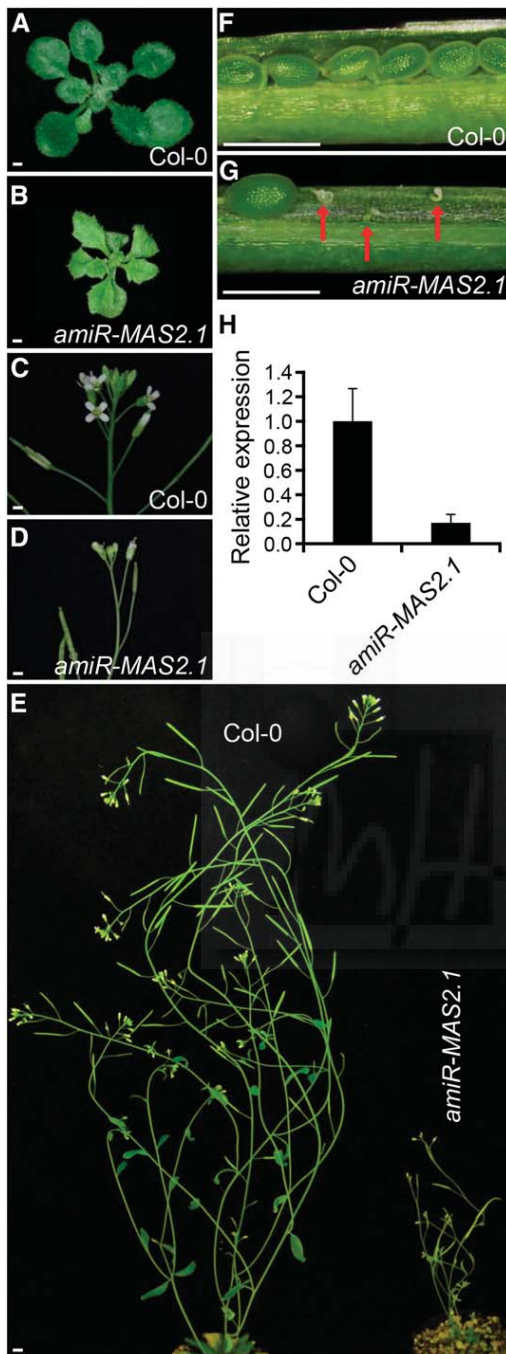 A
Col-0
B
amiR-MAS2.1
C
Col-0
D
amiR-MAS2.1
E
Col-0
amiR-MAS2.1
F
Col-0
G
amiR-MAS2.1
H
Relative expression
1.4
1.2
1.0
0.8
0.6
0.4
0.2
0.0
Col-0
amiR-MAS2.1